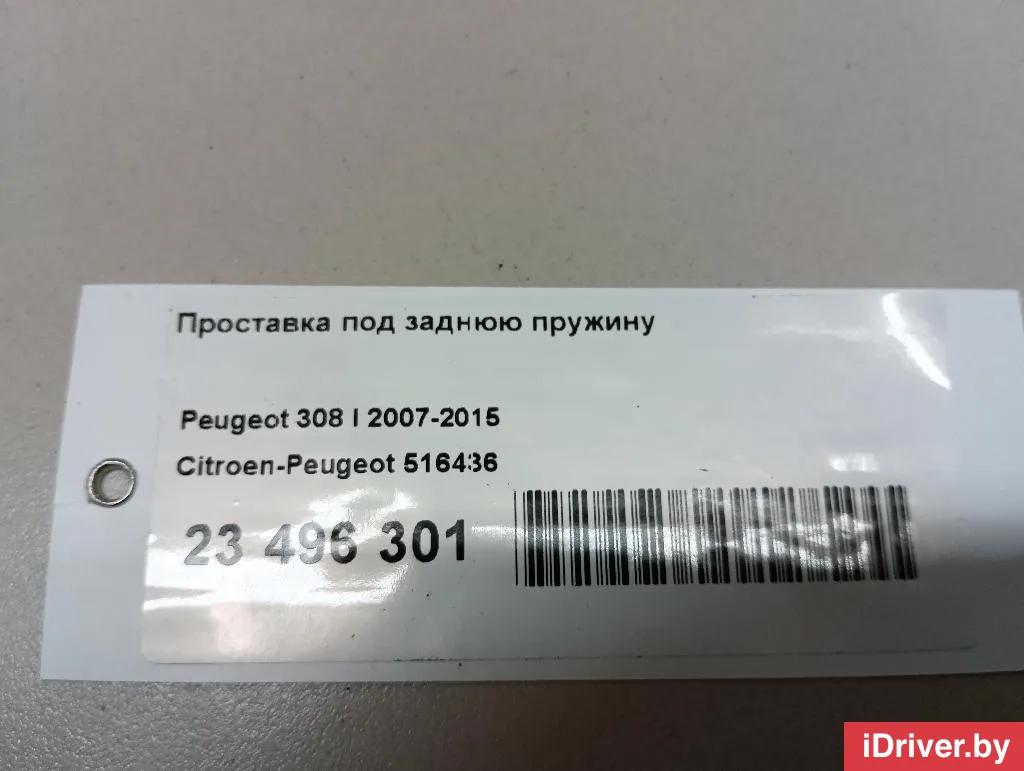 Проставка под заднюю пружину
Peugeot 308 I 2007-2015
Citroen-Peugeot 516436
23 496 301
iDriver.by